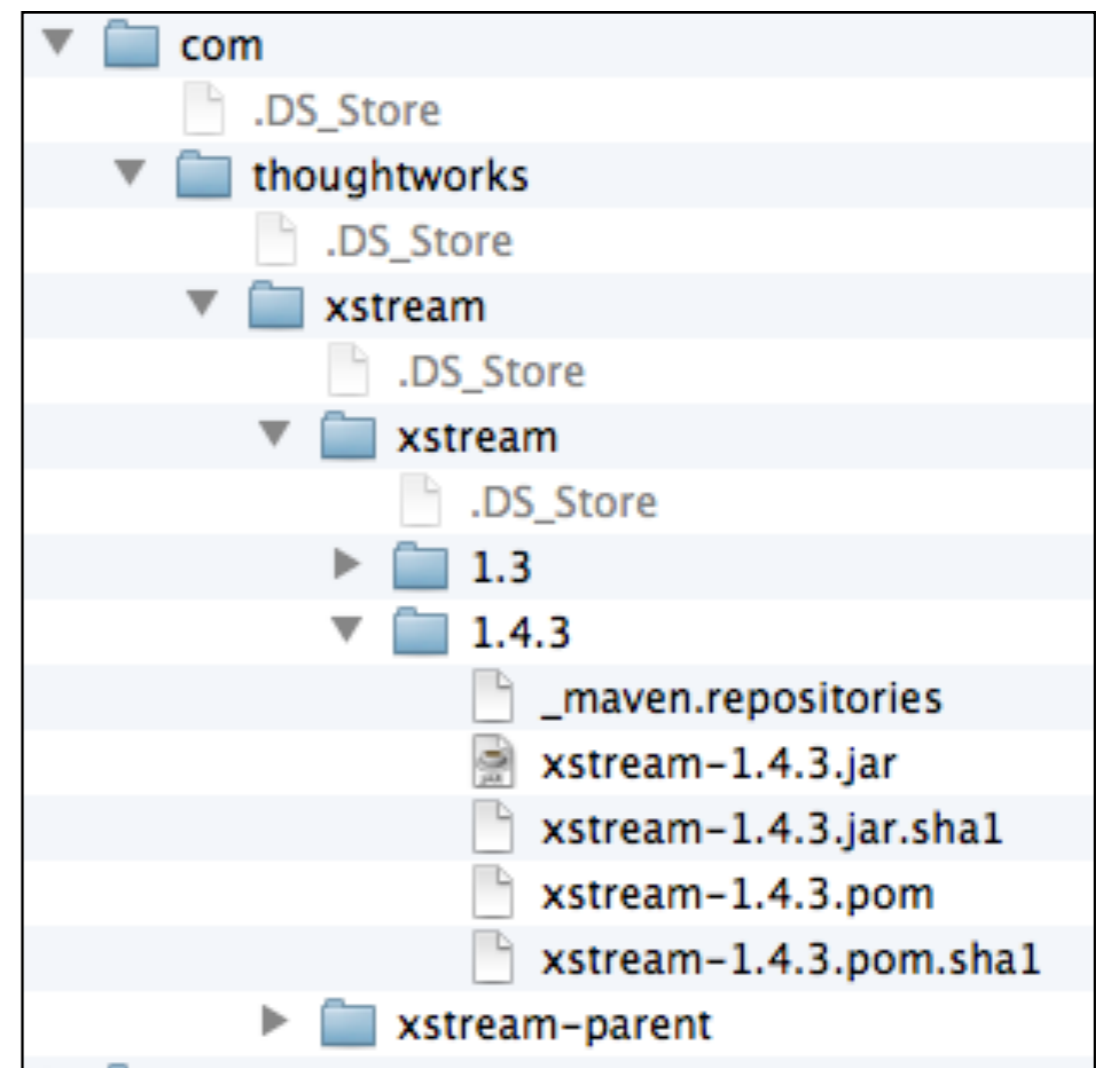 com
.DS_Store
thoughtworks
.DS_Store
xstream
.DS_Store
xstream
.DS_Store
1.3
1.4.3
_maven.repositories
xstream-1.4.3.jar
xstream-1.4.3.jar.sha1
xstream-1.4.3.pom
xstream-1.4.3.pom.sha1
xstream-parent